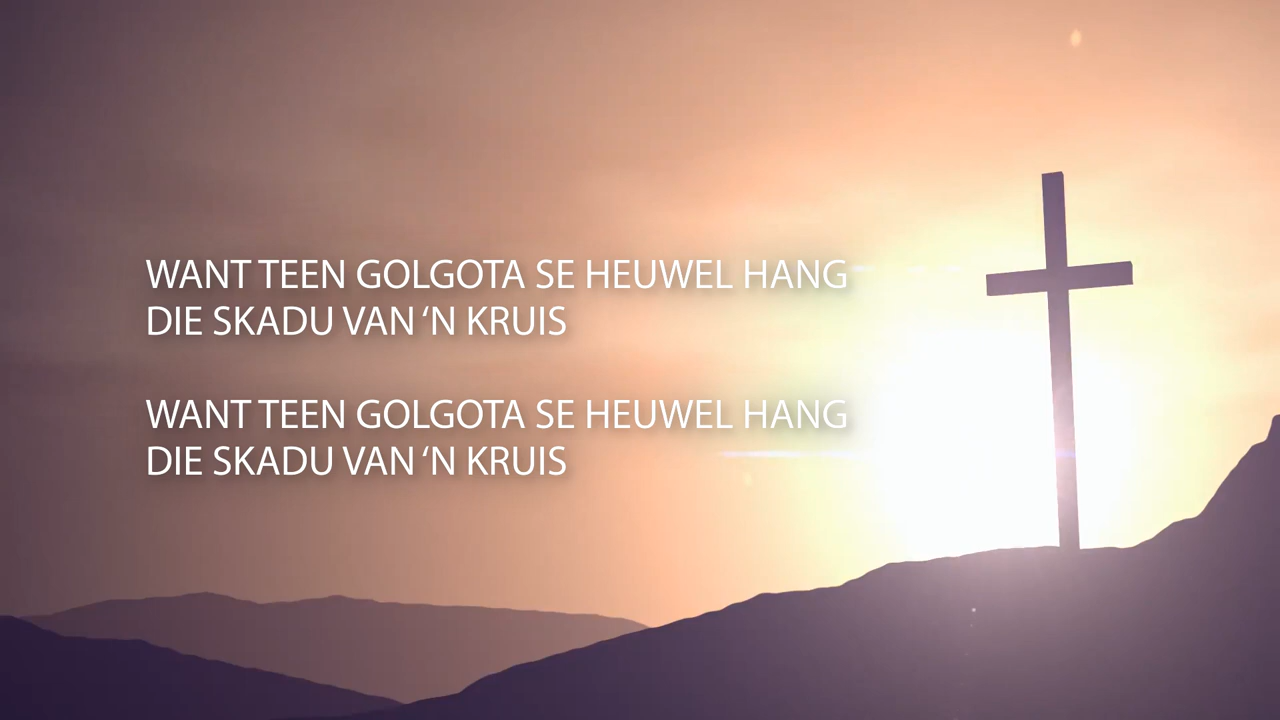 WANT TEEN GOLGOTA SE HEUWEL HANG
DIE SKADU VAN ‘N KRUIS
WANT TEEN GOLGOTA SE HEUWEL HANG
DIE SKADU VAN ‘N KRUIS